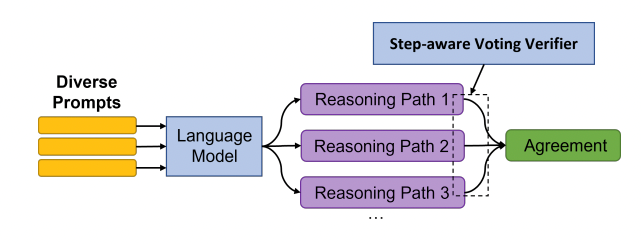 Step-aware Voting Verifier
Diverse
Prompts
Language
Model
Reasoning Path 1
Reasoning Path 2
Reasoning Path 3
...
Agreement